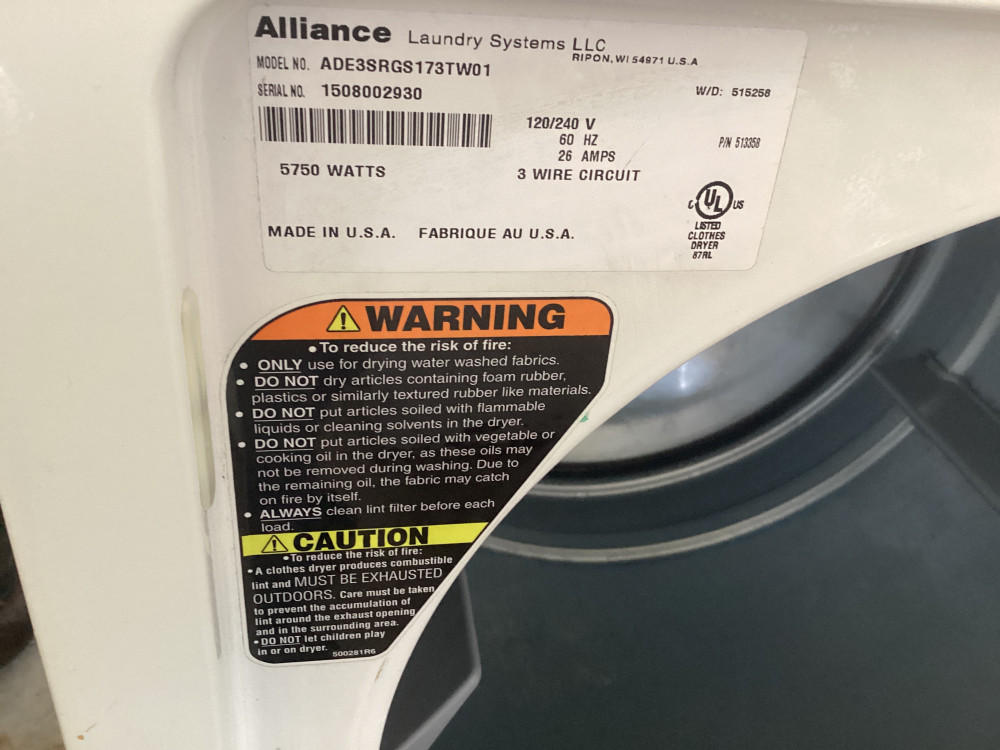 Alliance Laundry Systems LLC
RIPON, WI 54971 U.S.A
MODEL NO. ADE3SRGS173TW01
SERIAL NO. 1508002930
W/D: 515258
120/240 V
60 HZ
26 AMPS
P/N 513358
5750 WATTS
3 WIRE CIRCUIT
C UL US
LISTED
CLOTHES
DRYER
87RL
MADE IN U.S.A. FABRIQUE AU U.S.A.
WARNING
• To reduce the risk of fire:
• ONLY use for drying water washed fabrics.
• DO NOT dry articles containing foam rubber,
plastics or similarly textured rubber like materials.
• DO NOT put articles soiled with flammable
liquids or cleaning solvents in the dryer.
• DO NOT put articles soiled with vegetable or
cooking oil in the dryer, as these oils may
not be removed during washing. Due to
the remaining oil, the fabric may catch
on fire by itself.
• ALWAYS clean lint filter before each
load.
CAUTION
• To reduce the risk of fire:
• A clothes dryer produces combustible
lint and MUST BE EXHAUSTED
OUTDOORS. Care must be taken
to prevent the accumulation of
lint around the exhaust opening
and in the surrounding area.
• DO NOT let children play
in or on dryer.
500281R6